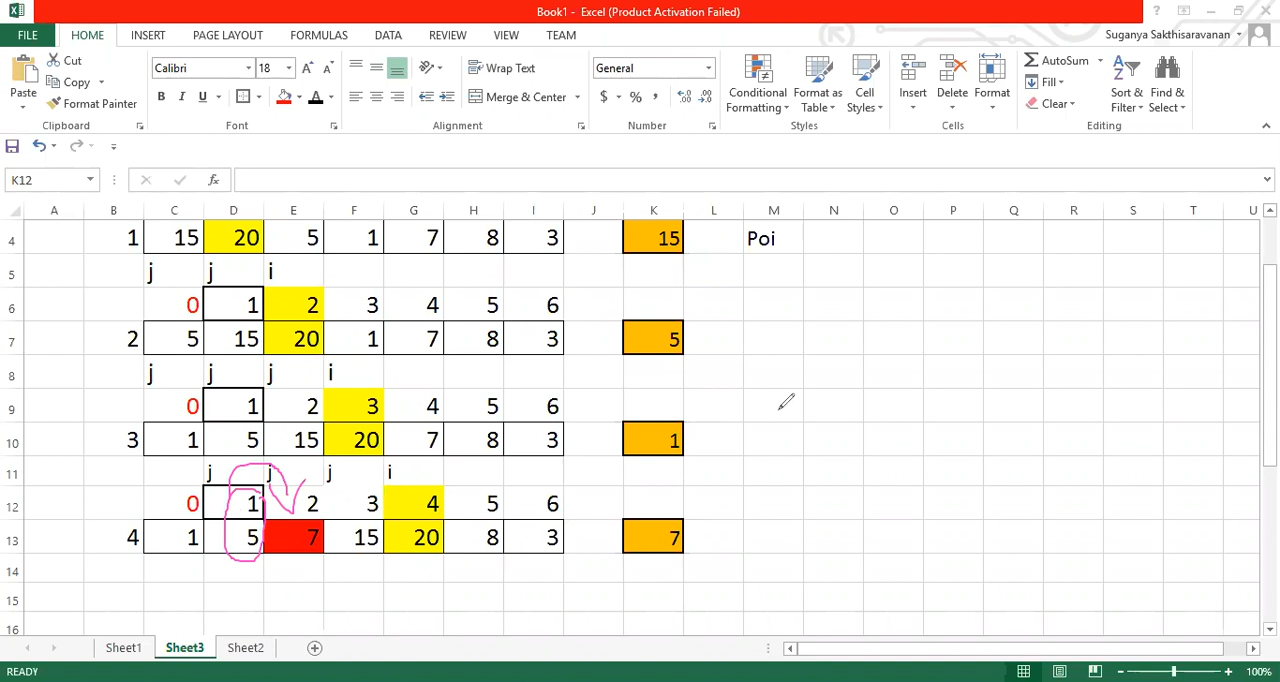 Book1 - Excel (Product Activation Failed)
FILE HOME INSERT PAGE LAYOUT FORMULAS DATA REVIEW VIEW TEAM Suganya Sakthisaravanan
Cut
Copy
Format Painter
Paste
Clipboard
Calibri 18
B I U A
Font
Wrap Text
Merge & Center
Alignment
General
$ % ,
Number
Conditional Formatting
Format as Table
Cell Styles
Styles
Insert Delete Format
Cells
AutoSum
Fill
Clear
Sort & Filter
Find & Select
Editing
K12 fx
A B C D E F G H I J K L M N O P Q R S T U
4 1 15 20 5 1 7 8 3 15 Poi
5 j j i
6 0 1 2 3 4 5 6
7 2 5 15 20 1 7 8 3 5
8 j j j i
9 0 1 2 3 4 5 6
10 3 1 5 15 20 7 8 3 1
11 j j j i
12 0 1 2 3 4 5 6
13 4 1 5 7 15 20 8 3 7
14
15
16
Sheet1 Sheet3 Sheet2
READY 100%